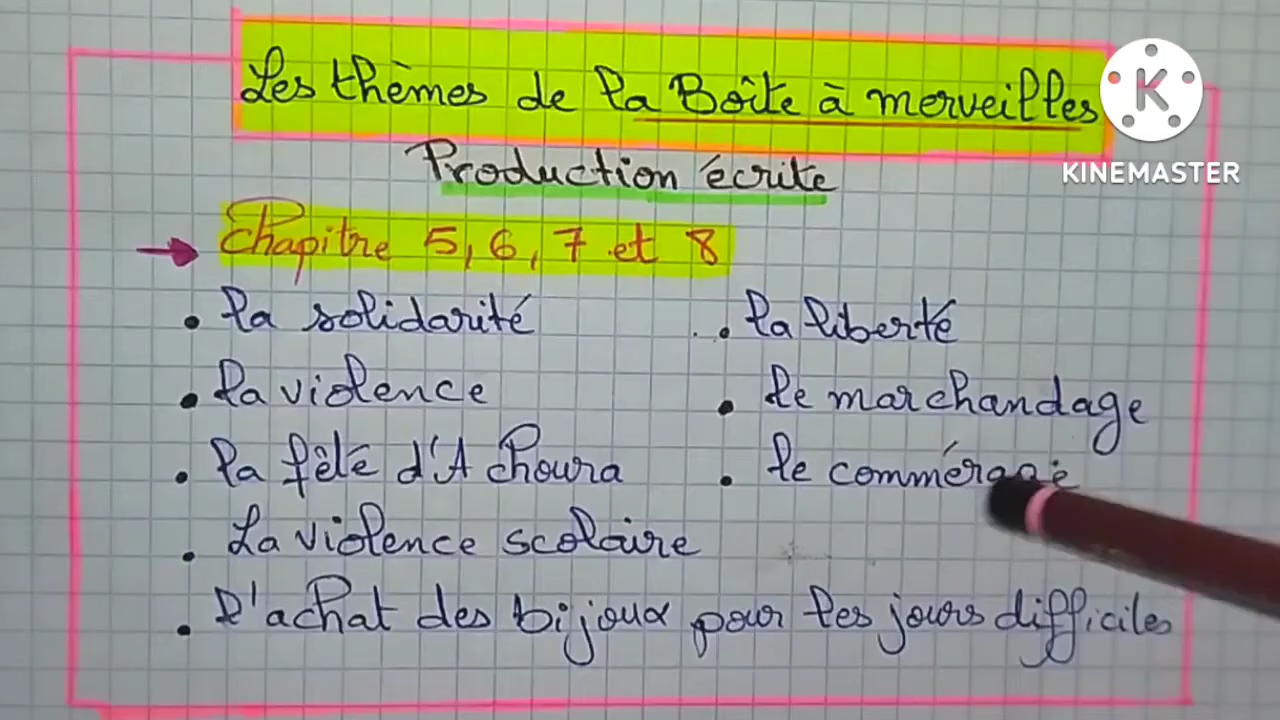 Les thèmes de la Boîte à merveilles
K
KINEMASTER
Production écrite
Chapitre 5, 6, 7 et 8
• la solidarité
• la liberté
• la violence
• le marchandage
• la fête d'Achoura
• le commérage
• La violence scolaire
• L'achat des bijoux pour les jours difficiles